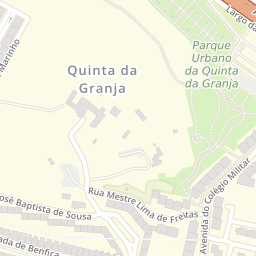 Largo da
Marinho
Parque
Urbano
da Quinta
da Granja
Quinta da
Granja
Rua Mestre Lima de Freitas
Avenida do Colégio Militar
José Baptista de Sousa
ada de Benfica